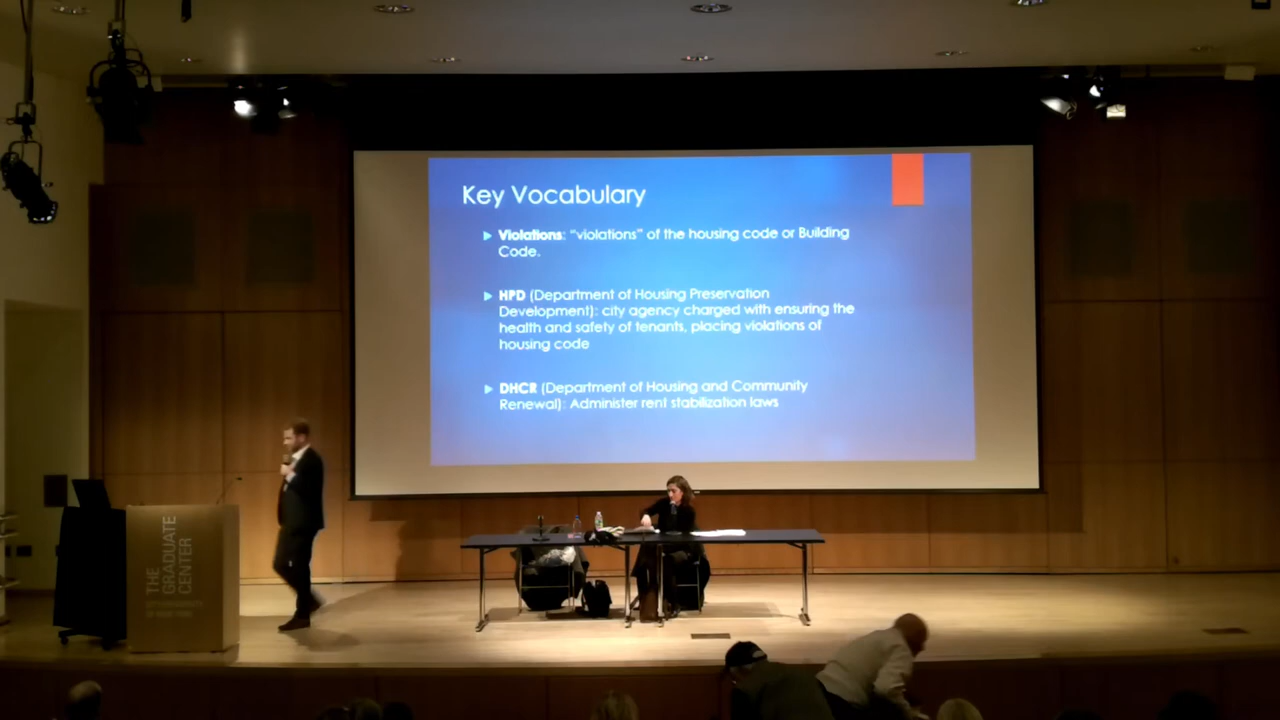 Key Vocabulary
Violations: "violations" of the housing code or Building
Code.
HPD (Department of Housing Preservation
Development): city agency charged with ensuring the
health and safety of tenants, placing violations of
housing code
DHCR (Department of Housing and Community
Renewal): Administer rent stabilization laws
THE
GRADUATE
CENTER